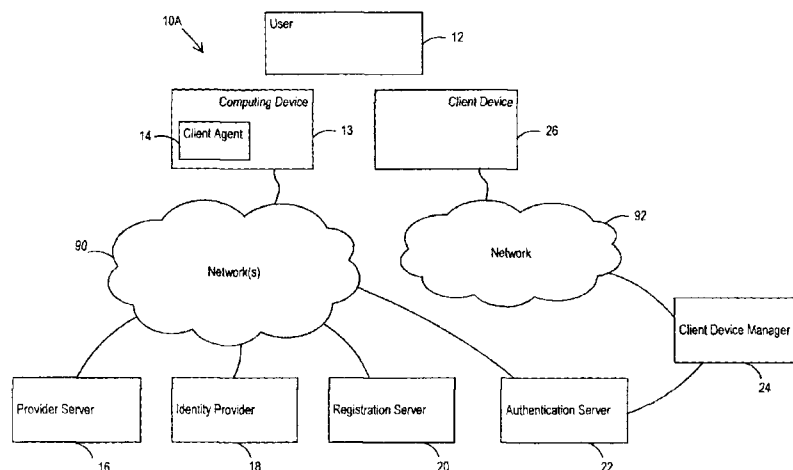 10A
User
12
Computing Device
Client Device
14
Client Agent
13
26
90
92
Network(s)
Network
Client Device Manager
24
Provider Server
Identity Provider
Registration Server
Authentication Server
16
18
20
22